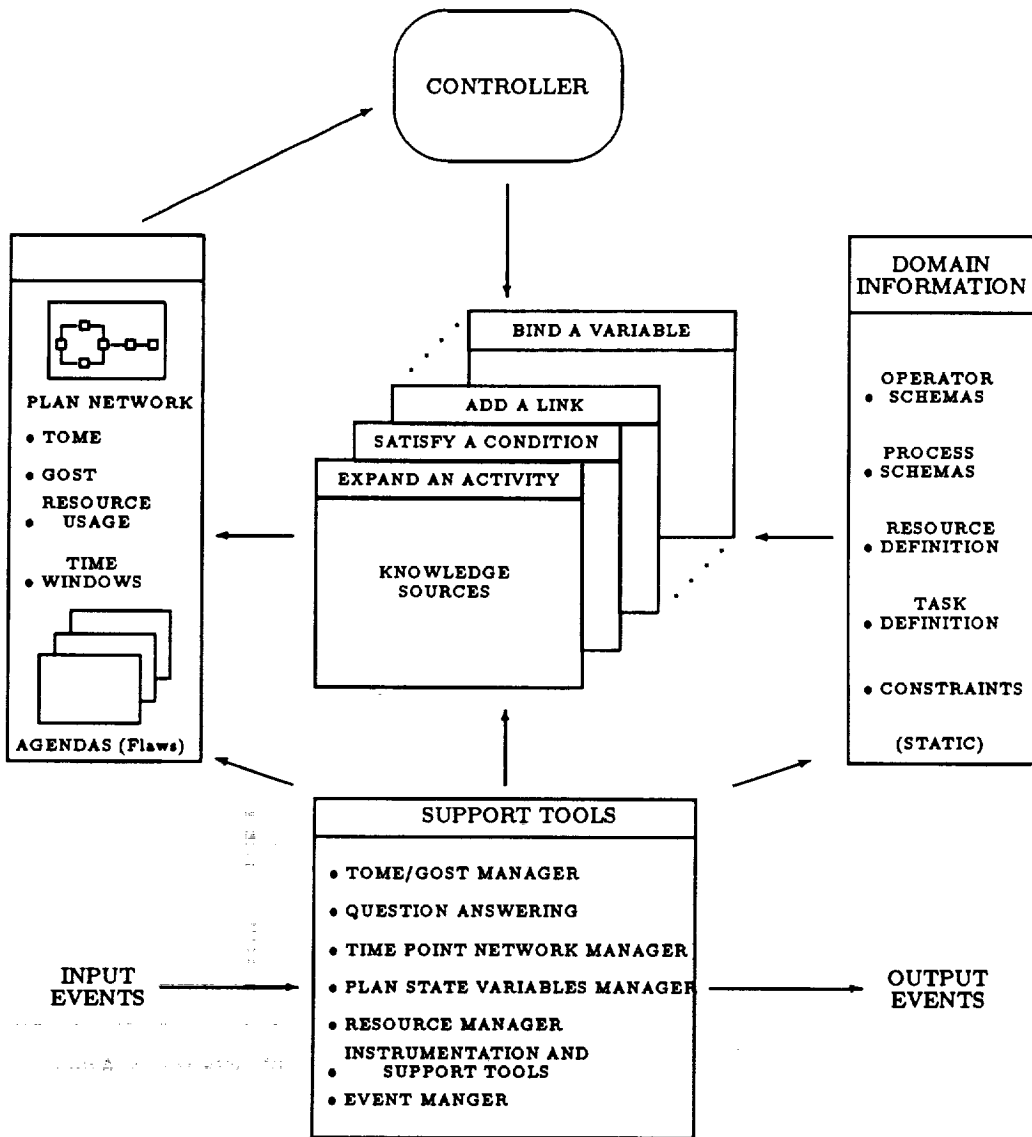 CONTROLLER
PLAN NETWORK
• TOME
• GOST
RESOURCE
• USAGE
TIME
• WINDOWS
AGENDAS (Flaws)
BIND A VARIABLE
ADD A LINK
SATISFY A CONDITION
EXPAND AN ACTIVITY
KNOWLEDGE
SOURCES
DOMAIN
INFORMATION
OPERATOR
• SCHEMAS
PROCESS
• SCHEMAS
RESOURCE
• DEFINITION
TASK
• DEFINITION
• CONSTRAINTS
(STATIC)
SUPPORT TOOLS
• TOME/GOST MANAGER
• QUESTION ANSWERING
• TIME POINT NETWORK MANAGER
• PLAN STATE VARIABLES MANAGER
• RESOURCE MANAGER
INSTRUMENTATION AND
• SUPPORT TOOLS
• EVENT MANGER
INPUT
EVENTS
OUTPUT
EVENTS